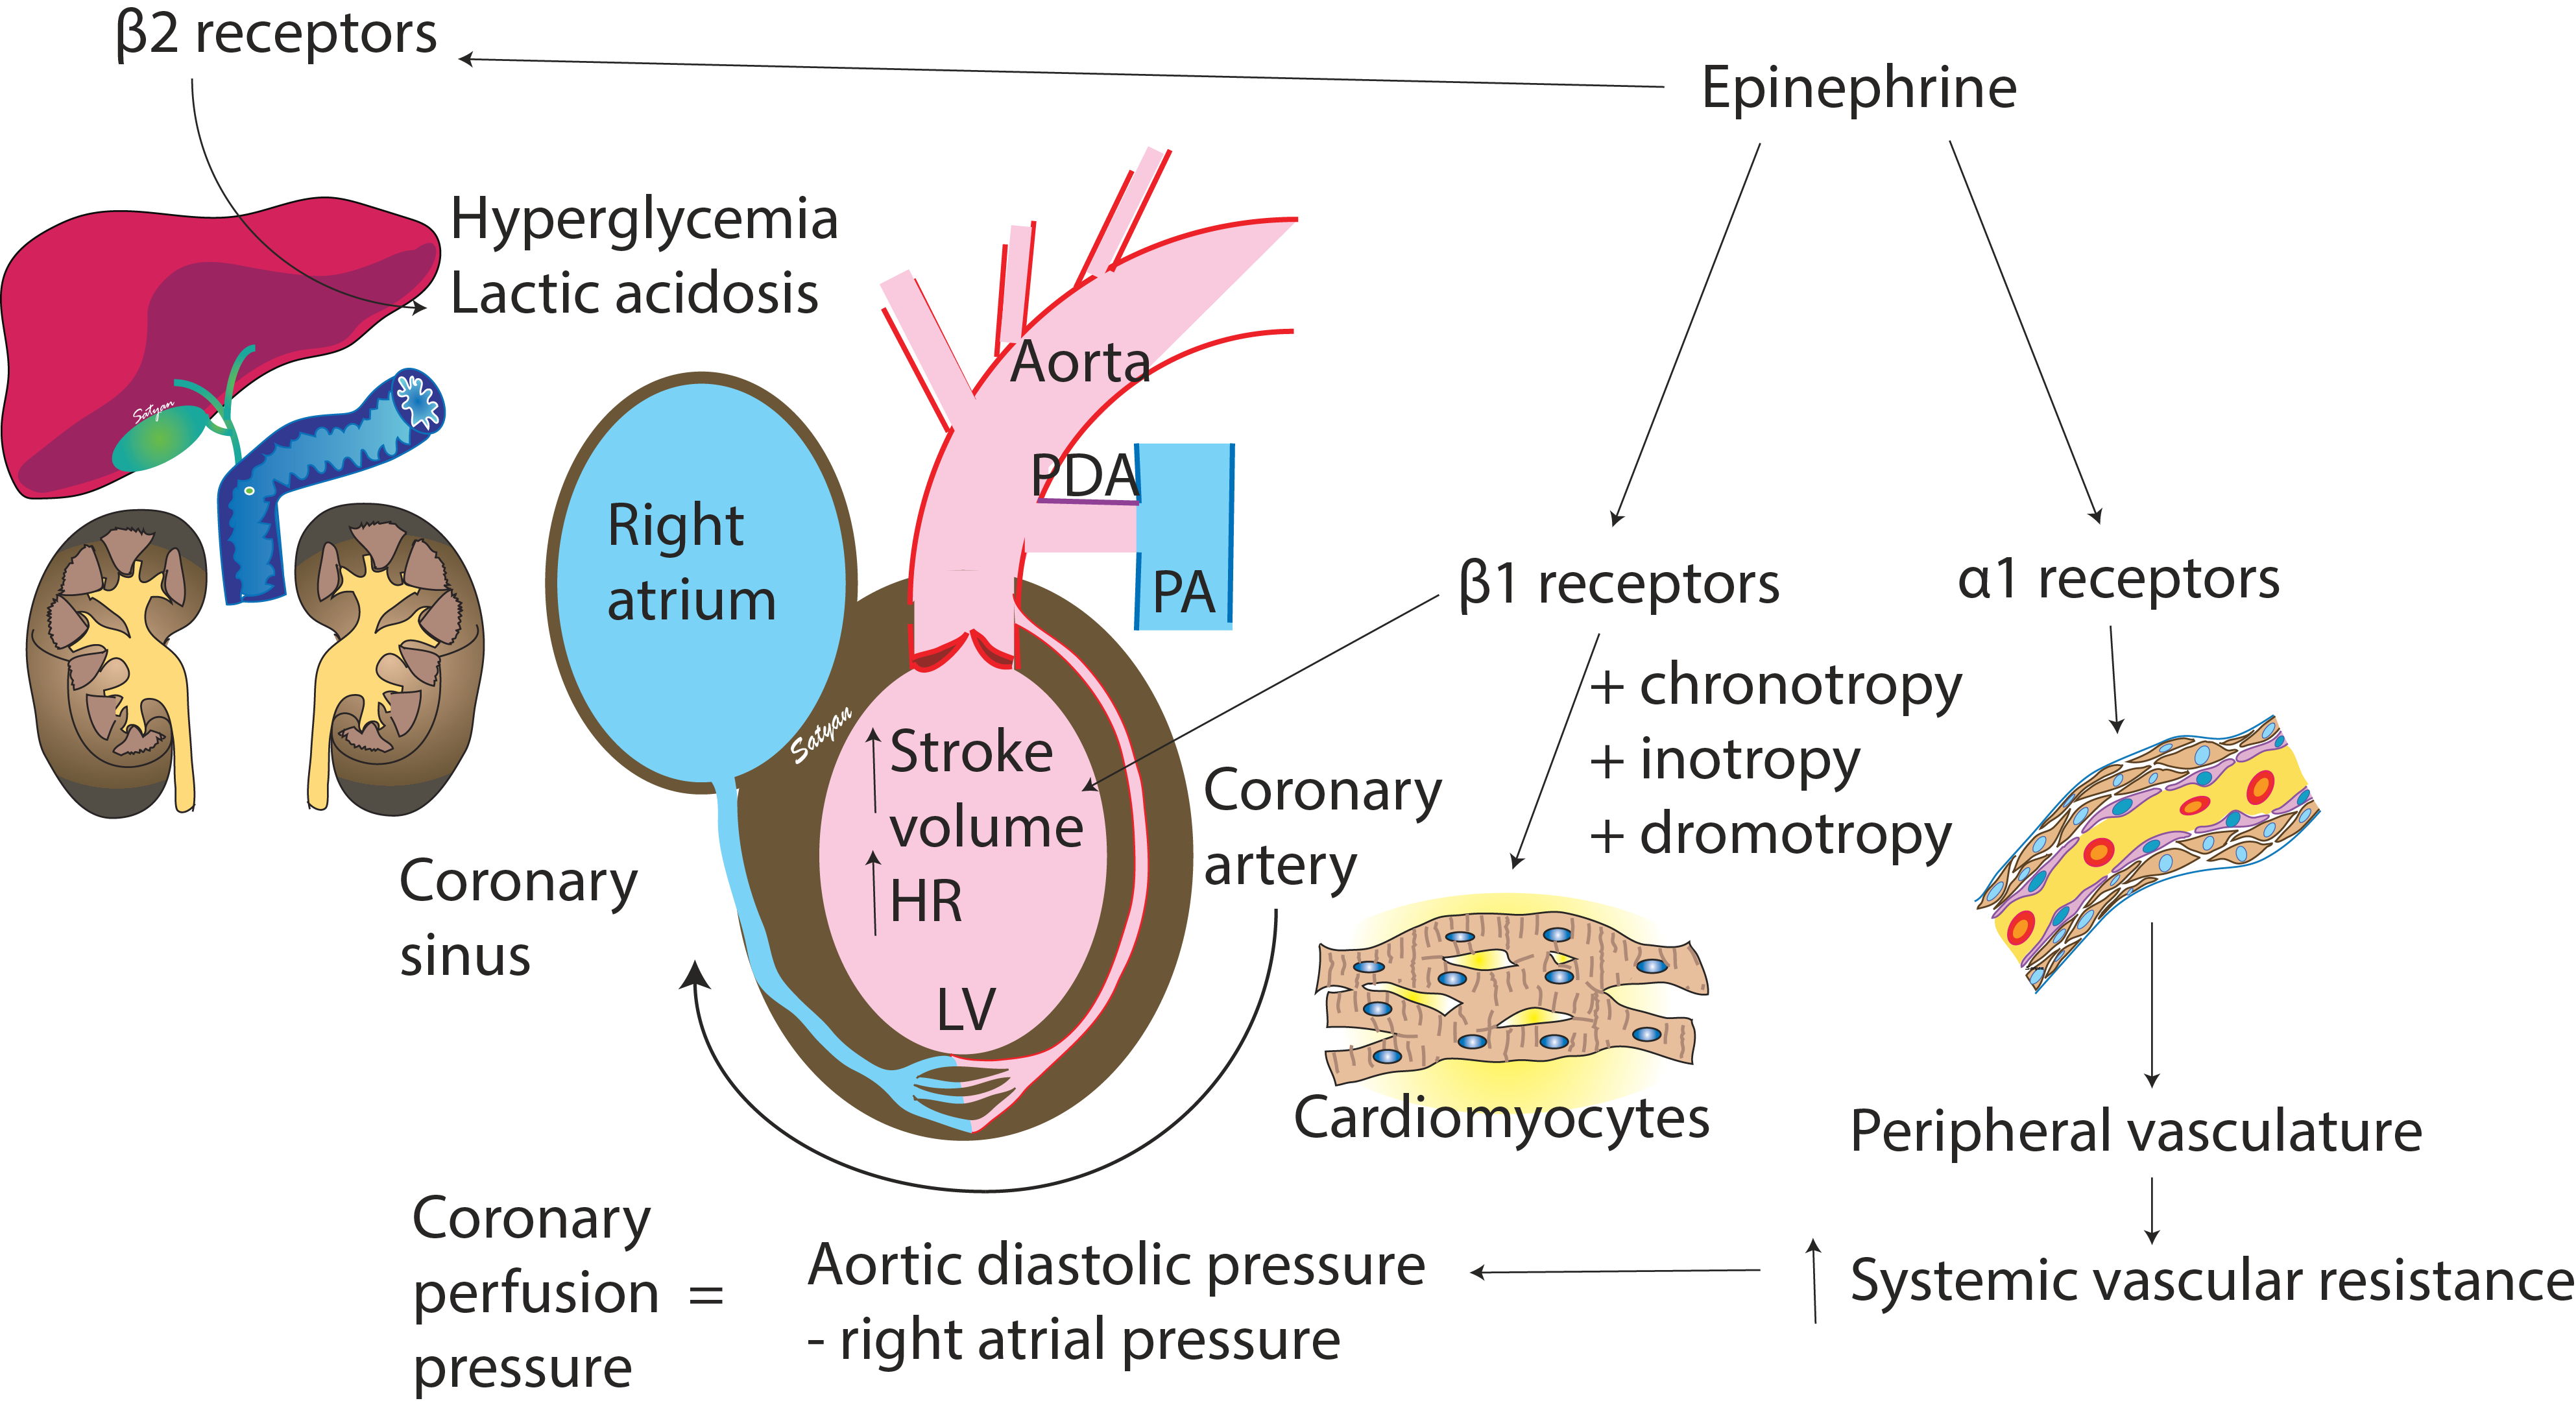 β2 receptors
Epinephrine
Hyperglycemia
Lactic acidosis
Aorta
Satyan
PDA
PA
Right
atrium
β1 receptors
α1 receptors
+ chronotropy
+ inotropy
+ dromotropy
Satyan
Stroke
volume
HR
LV
Coronary
artery
Coronary
sinus
Cardiomyocytes
Peripheral vasculature
Systemic vascular resistance
Coronary
perfusion =
pressure
Aortic diastolic pressure
- right atrial pressure